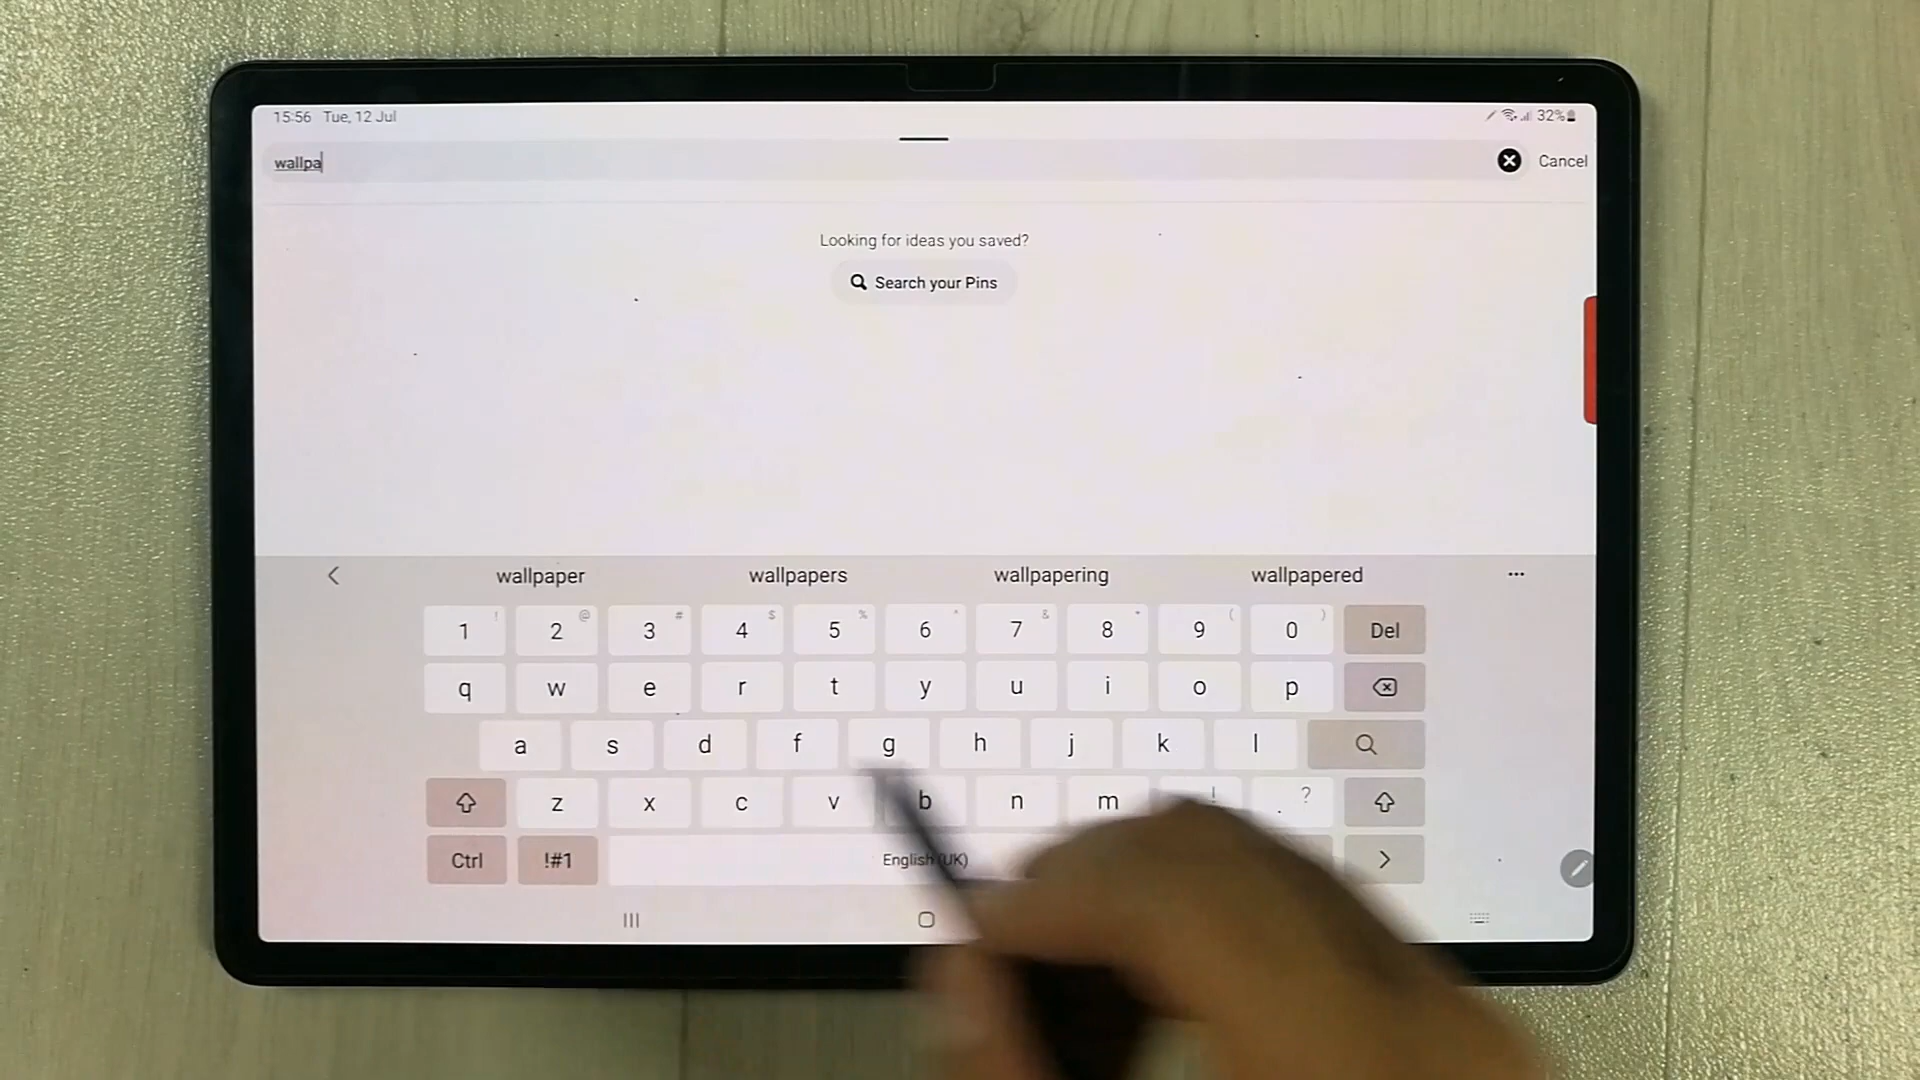 15:56 Tue, 12 Jul
32%
wallpa
Cancel
Looking for ideas you saved?
Search your Pins
wallpaper wallpapers wallpapering wallpapered ...
! @ # $ % ^ & * ( )
1 2 3 4 5 6 7 8 9 0 Del
q w e r t y u i o p
a s d f g h j k l
z x c v b n m ! . ?
Ctrl !#1 English (UK)